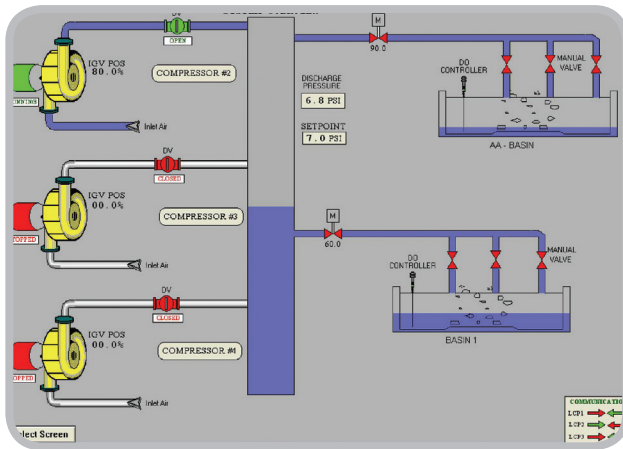 DV
OPEN
IGV POS
80.0%
COMPRESSOR #2
Inlet Air
M
90.0
DISCHARGE
PRESSURE
6.8 PSI
SETPOINT
7.0 PSI
DO
CONTROLLER
MANUAL
VALVE
AA - BASIN
DV
CLOSED
IGV POS
00.0%
COMPRESSOR #3
Inlet Air
M
60.0
DO
CONTROLLER
MANUAL
VALVE
BASIN 1
DV
CLOSED
IGV POS
00.0%
COMPRESSOR #4
Inlet Air
COMMUNICATIO
LCP1
LCP2
LCP3
elect Screen